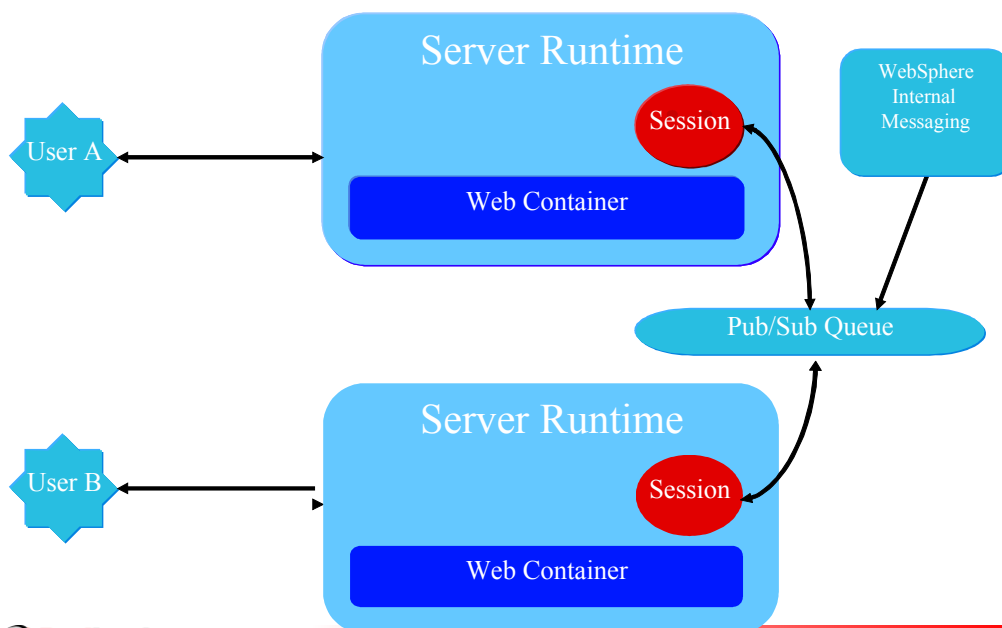 Server Runtime
WebSphere
Internal
Messaging
Session
User A
Web Container
Pub/Sub Queue
Server Runtime
User B
Session
Web Container